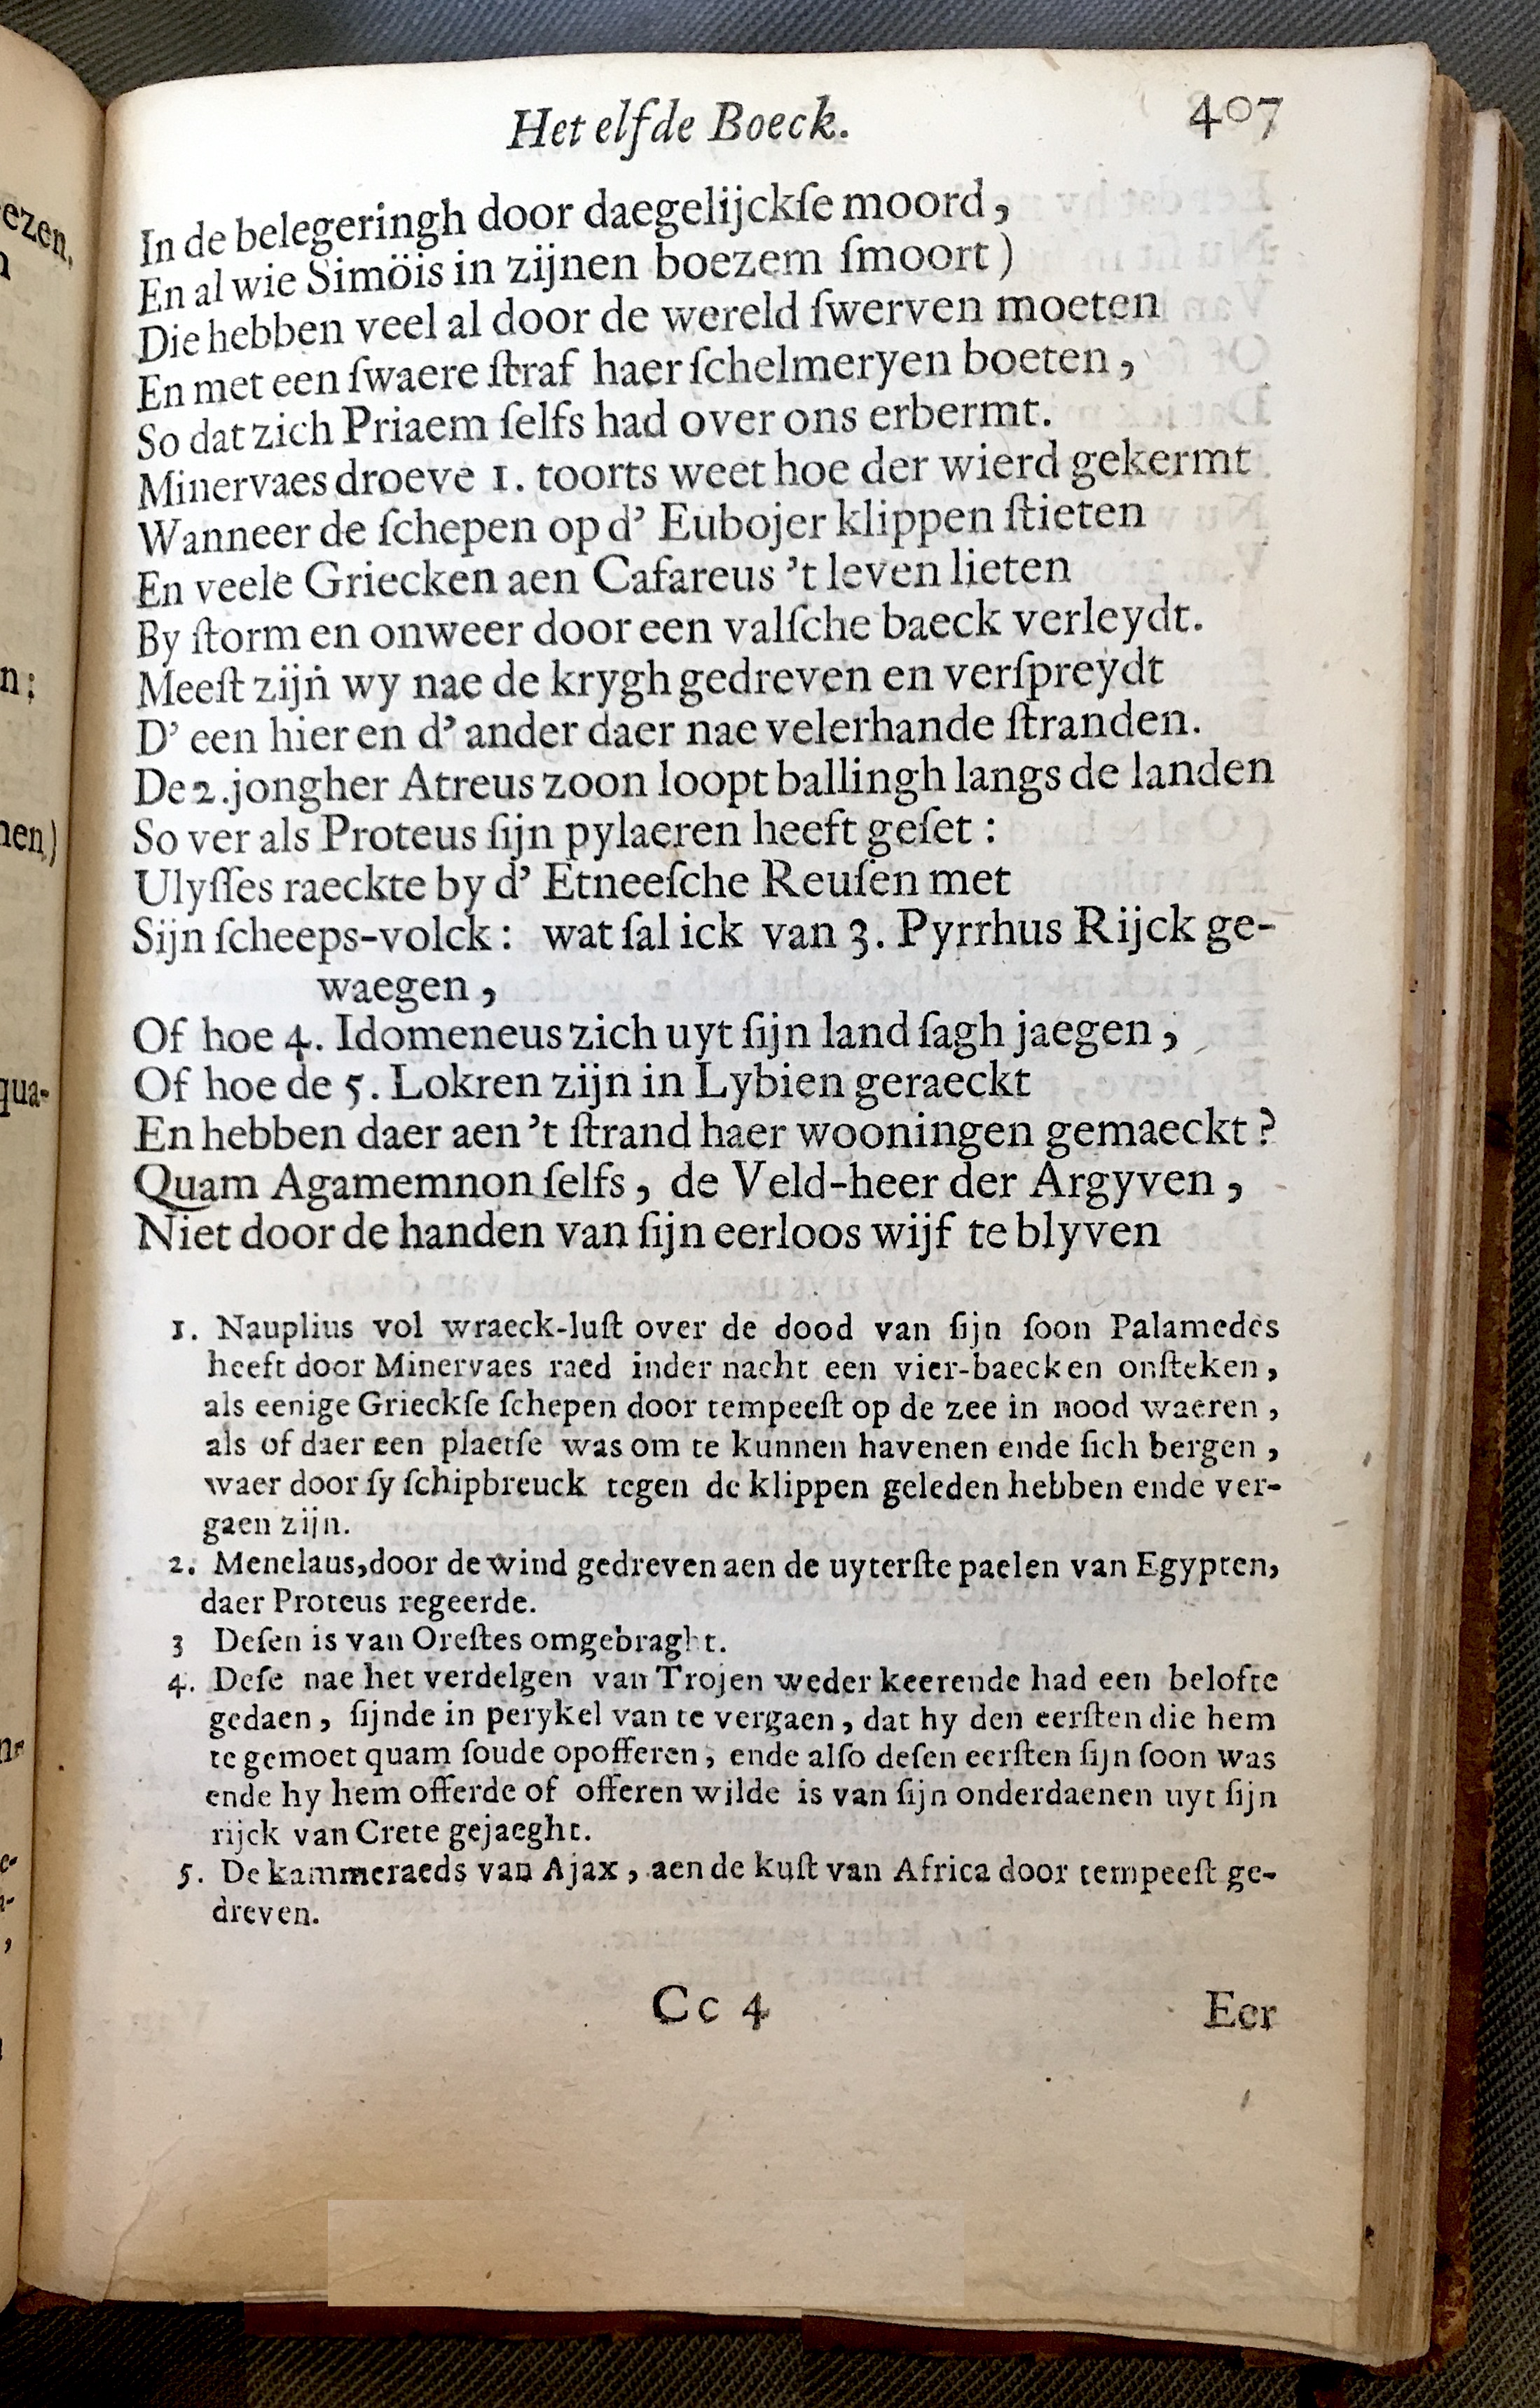 Het elfde Boeck. 407
In de belegeringh door daegelijckſe moord,
En al wie Simöis in zijnen boezem ſmoort)
Die hebben veel al door de wereld ſwerven moeten
En met een ſwaere ſtraf haer ſchelmeryen boeten,
So dat zich Priaem ſelfs had over ons erbermt.
Minervaes droeve 1. toorts weet hoe der wierd gekermt
Wanneer de ſchepen op d' Eubojer klippen ſtieten
En veele Griecken aen Cafareus 't leven lieten
By ſtorm en onweer door een valſche baeck verleydt.
Meeſt zijn wy nae de krygh gedreven en verſpreydt
D' een hier en d' ander daer nae velerhande ſtranden.
De 2. jongher Atreus zoon loopt ballingh langs de landen
So ver als Proteus ſijn pylaeren heeft geſet:
Ulyſſes raeckte by d' Etneeſche Reuſen met
Sijn ſcheeps-volck: wat ſal ick van 3. Pyrrhus Rijck ge-
waegen,
Of hoe 4. Idomeneus zich uyt ſijn land ſagh jaegen,
Of hoe de 5. Lokren zijn in Lybien geraeckt
En hebben daer aen 't ſtrand haer wooningen gemaeckt?
Quam Agamemnon ſelfs, de Veld-heer der Argyven,
Niet door de handen van ſijn eerloos wijf te blyven
1. Nauplius vol wraeck-luſt over de dood van ſijn ſoon Palamedes
heeft door Minervaes raed inder nacht een vier-baecken onſteken,
als eenige Grieckſe ſchepen door tempeeſt op de zee in nood waeren,
als of daer een plaetſe was om te kunnen havenen ende ſich bergen,
waer door ſy ſchipbreuck tegen de klippen geleden hebben ende ver-
gaen zijn.
2. Menelaus, door de wind gedreven aen de uyterſte paelen van Egypten,
daer Proteus regeerde.
3 Deſen is van Oreſtes omgebraght.
4. Deſe nae het verdelgen van Trojen weder keerende had een belofte
gedaen, ſijnde in perykel van te vergaen, dat hy den eerſten die hem
te gemoet quam ſoude opofferen, ende alſo deſen eerſten ſijn ſoon was
ende hy hem offerde of offeren wilde is van ſijn onderdaenen uyt ſijn
rijck van Crete gejaeght.
5. De kammeraeds van Ajax, aen de kuſt van Africa door tempeeſt ge-
dreven.
Cc 4 Eer